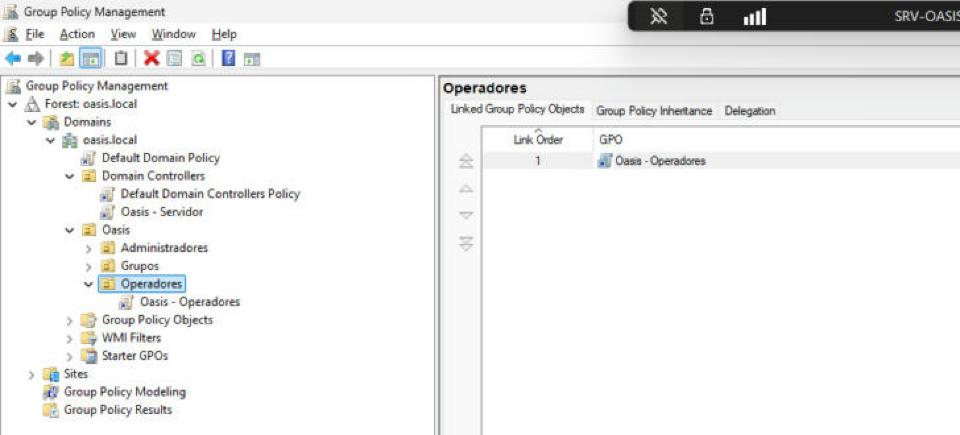 Group Policy Management
SRV-OASIS
File Action View Window Help
Group Policy Management
Forest: oasis.local
Domains
oasis.local
Default Domain Policy
Domain Controllers
Default Domain Controllers Policy
Oasis - Servidor
Oasis
Administradores
Grupos
Operadores
Oasis - Operadores
Group Policy Objects
WMI Filters
Starter GPOs
Sites
Group Policy Modeling
Group Policy Results
Operadores
Linked Group Policy Objects Group Policy Inheritance Delegation
Link Order GPO
1 Oasis - Operadores